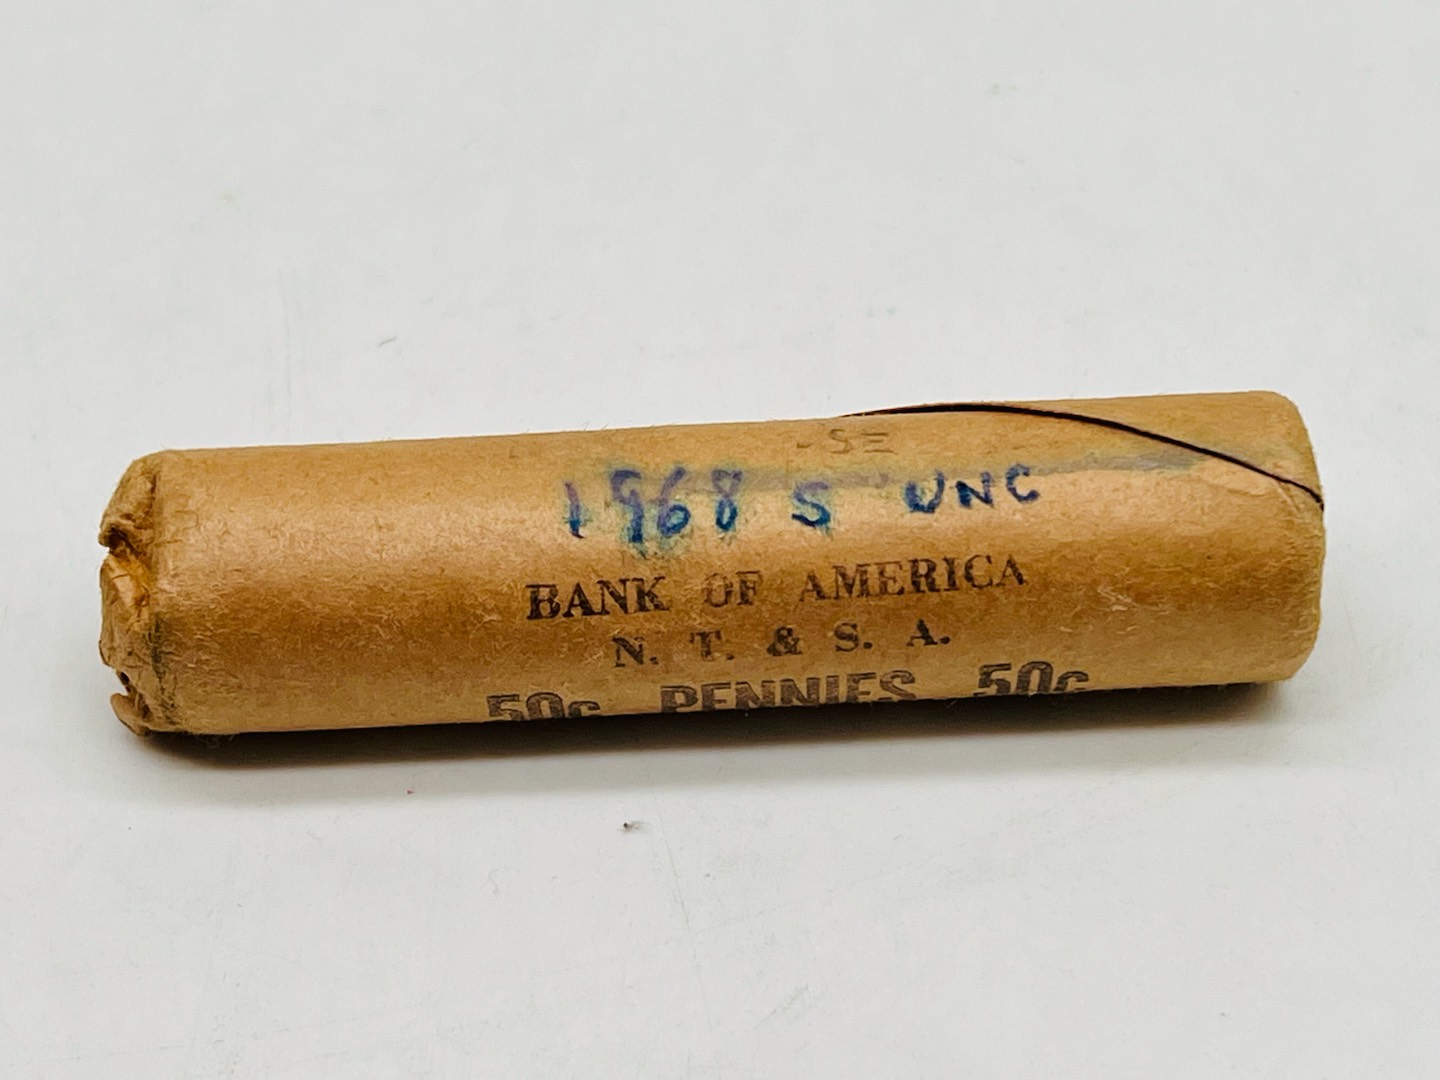 1968 S UNC
BANK OF AMERICA
N. T. & S. A.
50c PENNIES 50c